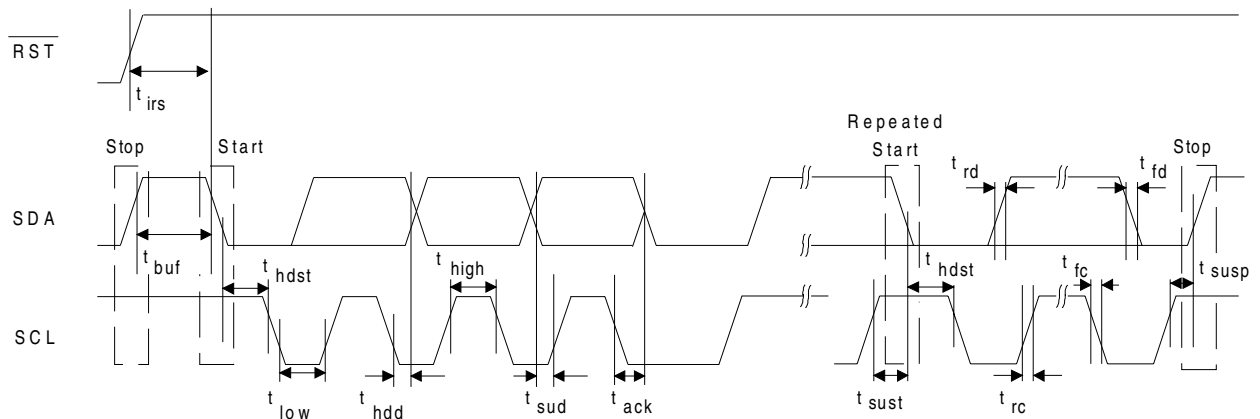 RST
t irs
Repeated
Stop Start Start Stop
t rd t fd
SDA
t buf t hdst t high t hdst t fc t susp
SCL
t low t hdd t sud t ack t sust t rc